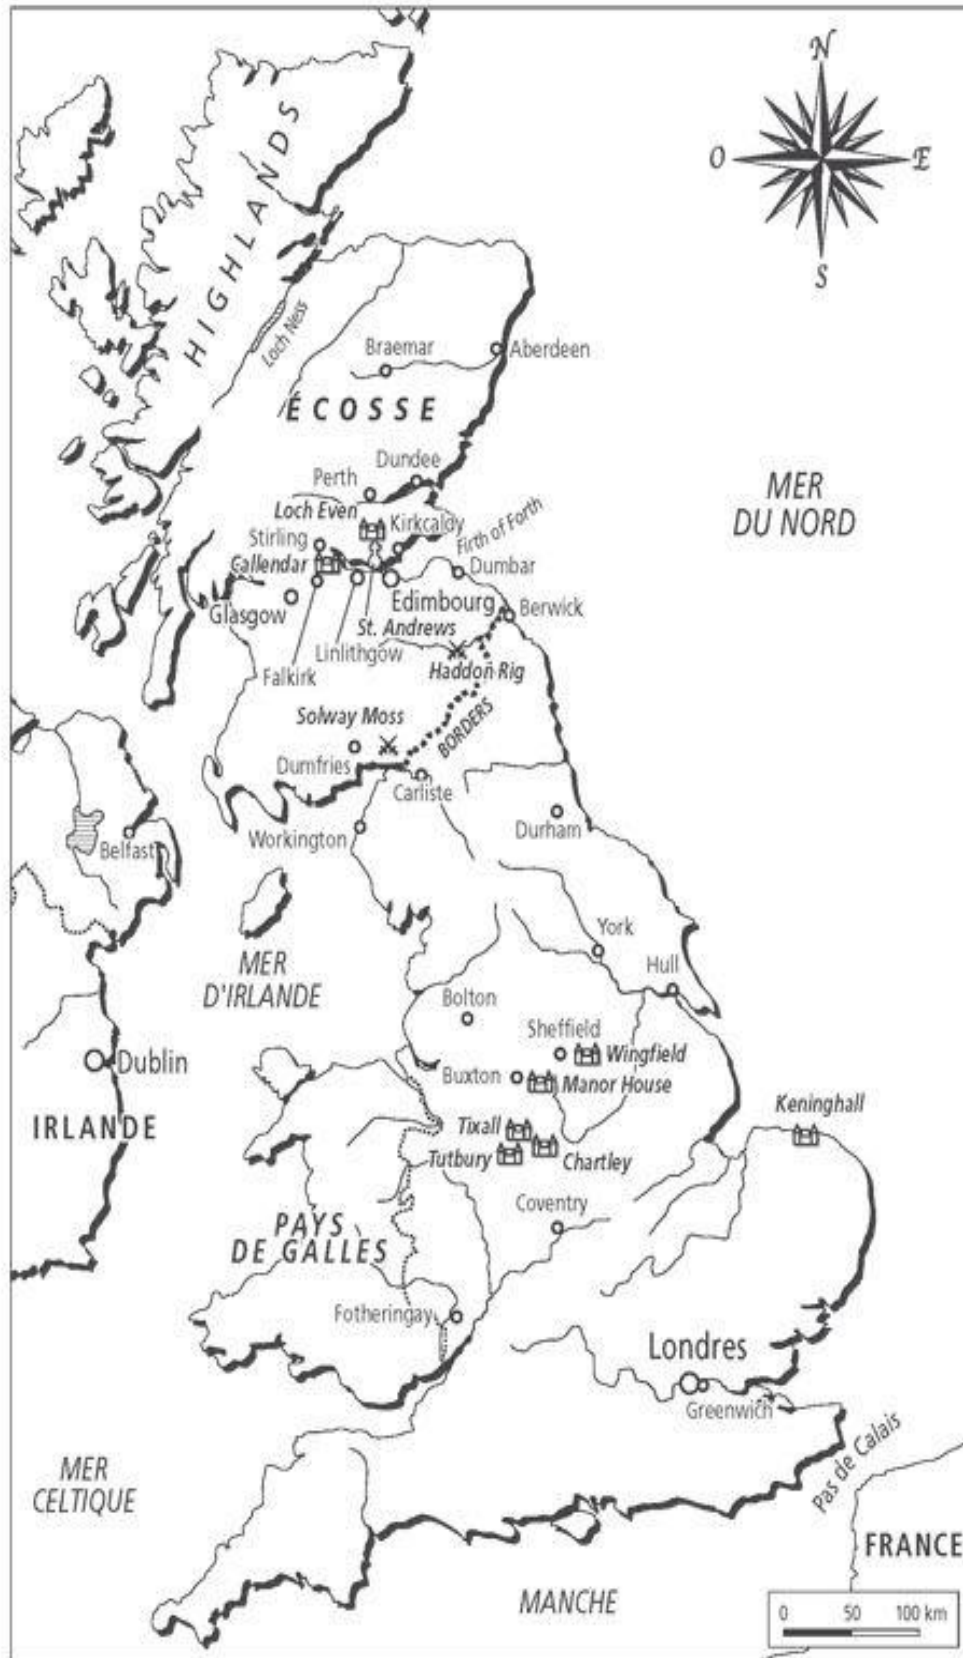 N
O
E
S
HIGHLANDS
Loch Ness
Braemar
Aberdeen
ÉCOSSE
MER
DU NORD
Dundee
Perth
Loch Even
Kirkcaldy
Firth of Forth
Stirling
Callendar
Dumbar
Edimbourg
Berwick
Glasgow
St. Andrews
Linlithgow
Haddon Rig
Falkirk
Solway Moss
BORDERS
Dumfries
Carliste
Workington
Durham
Belfast
York
MER
D'IRLANDE
Hull
Bolton
Sheffield
Dublin
Wingfield
Buxton
Manor House
Keninghall
IRLANDE
Tixall
Tutbury
Chartley
Coventry
PAYS
DE GALLES
Fotheringay
Londres
Greenwich
Pas de Calais
MER
CELTIQUE
FRANCE
MANCHE
0 50 100 km